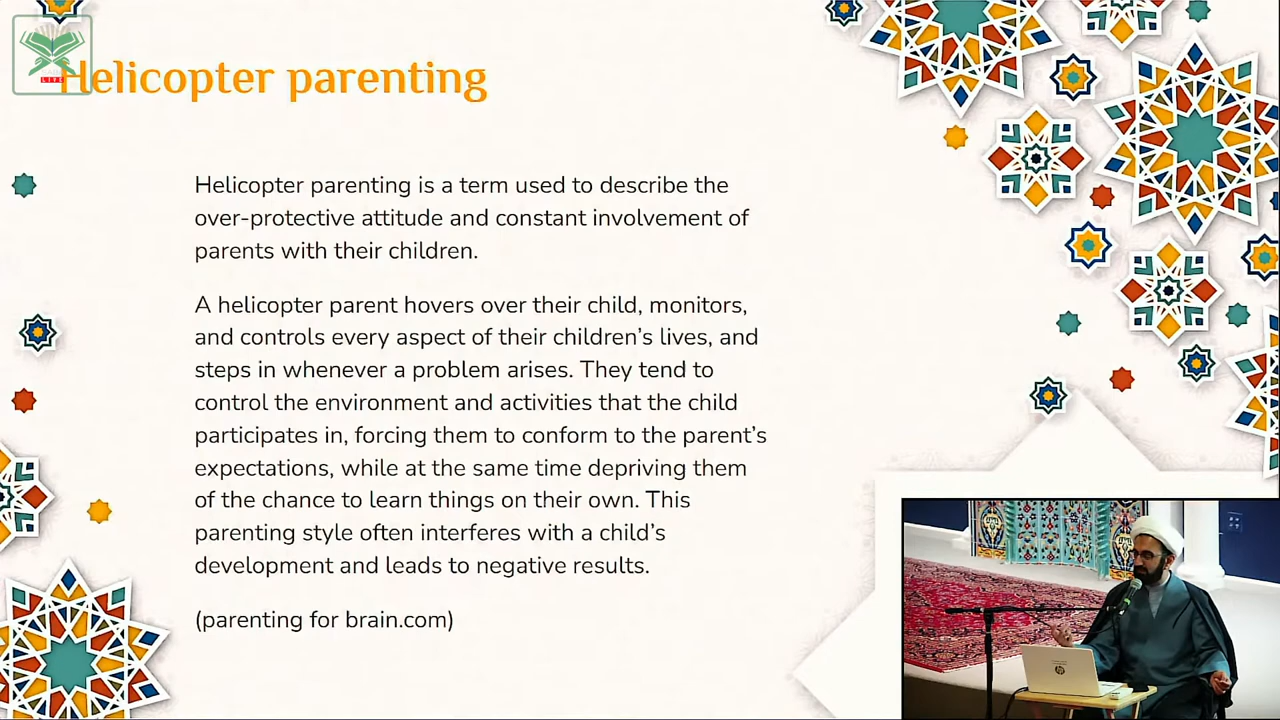 Helicopter parenting
LIVE
Helicopter parenting is a term used to describe the
over-protective attitude and constant involvement of
parents with their children.
A helicopter parent hovers over their child, monitors,
and controls every aspect of their children's lives, and
steps in whenever a problem arises. They tend to
control the environment and activities that the child
participates in, forcing them to conform to the parent's
expectations, while at the same time depriving them
of the chance to learn things on their own. This
parenting style often interferes with a child's
development and leads to negative results.
(parenting for brain.com)